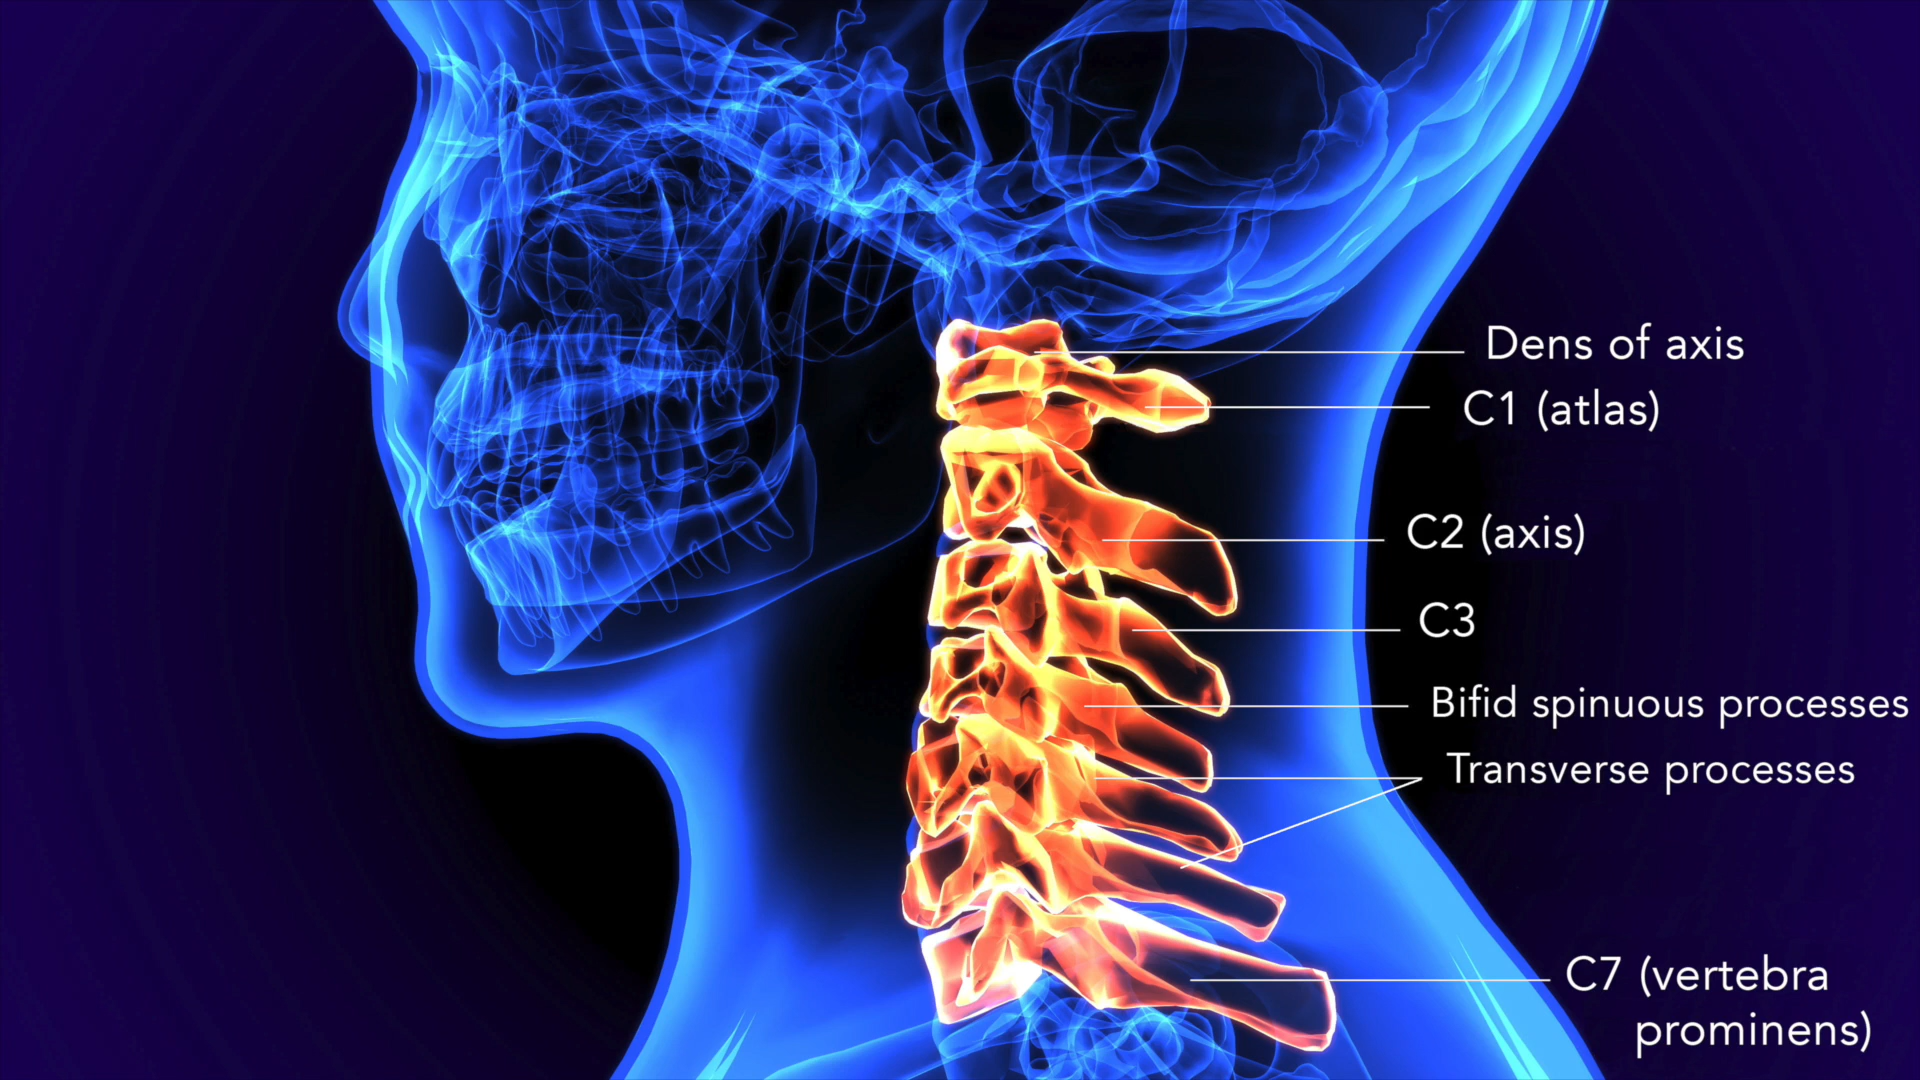 Dens of axis
C1 (atlas)
C2 (axis)
C3
Bifid spinuous processes
Transverse processes
C7 (vertebra
prominens)